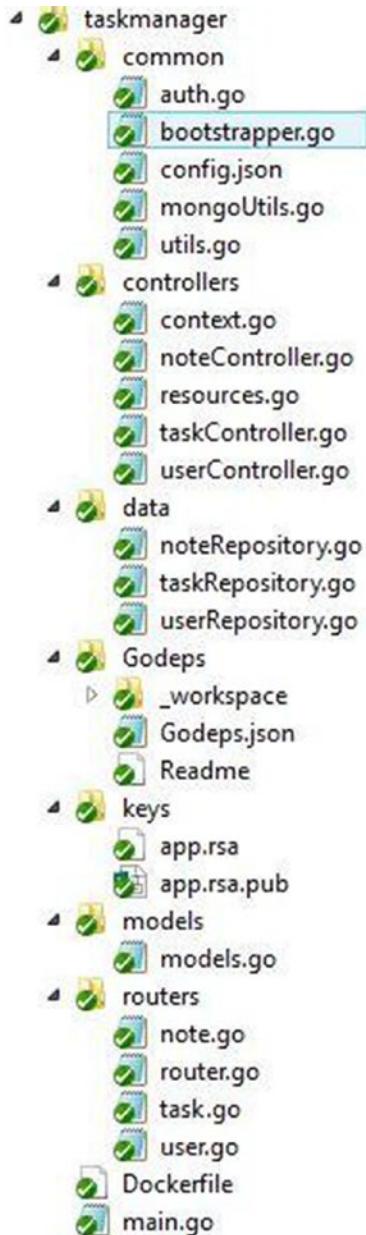 taskmanager
common
auth.go
bootstrapper.go
config.json
mongoUtils.go
utils.go
controllers
context.go
noteController.go
resources.go
taskController.go
userController.go
data
noteRepository.go
taskRepository.go
userRepository.go
Godeps
_workspace
Godeps.json
Readme
keys
app.rsa
app.rsa.pub
models
models.go
routers
note.go
router.go
task.go
user.go
Dockerfile
main.go